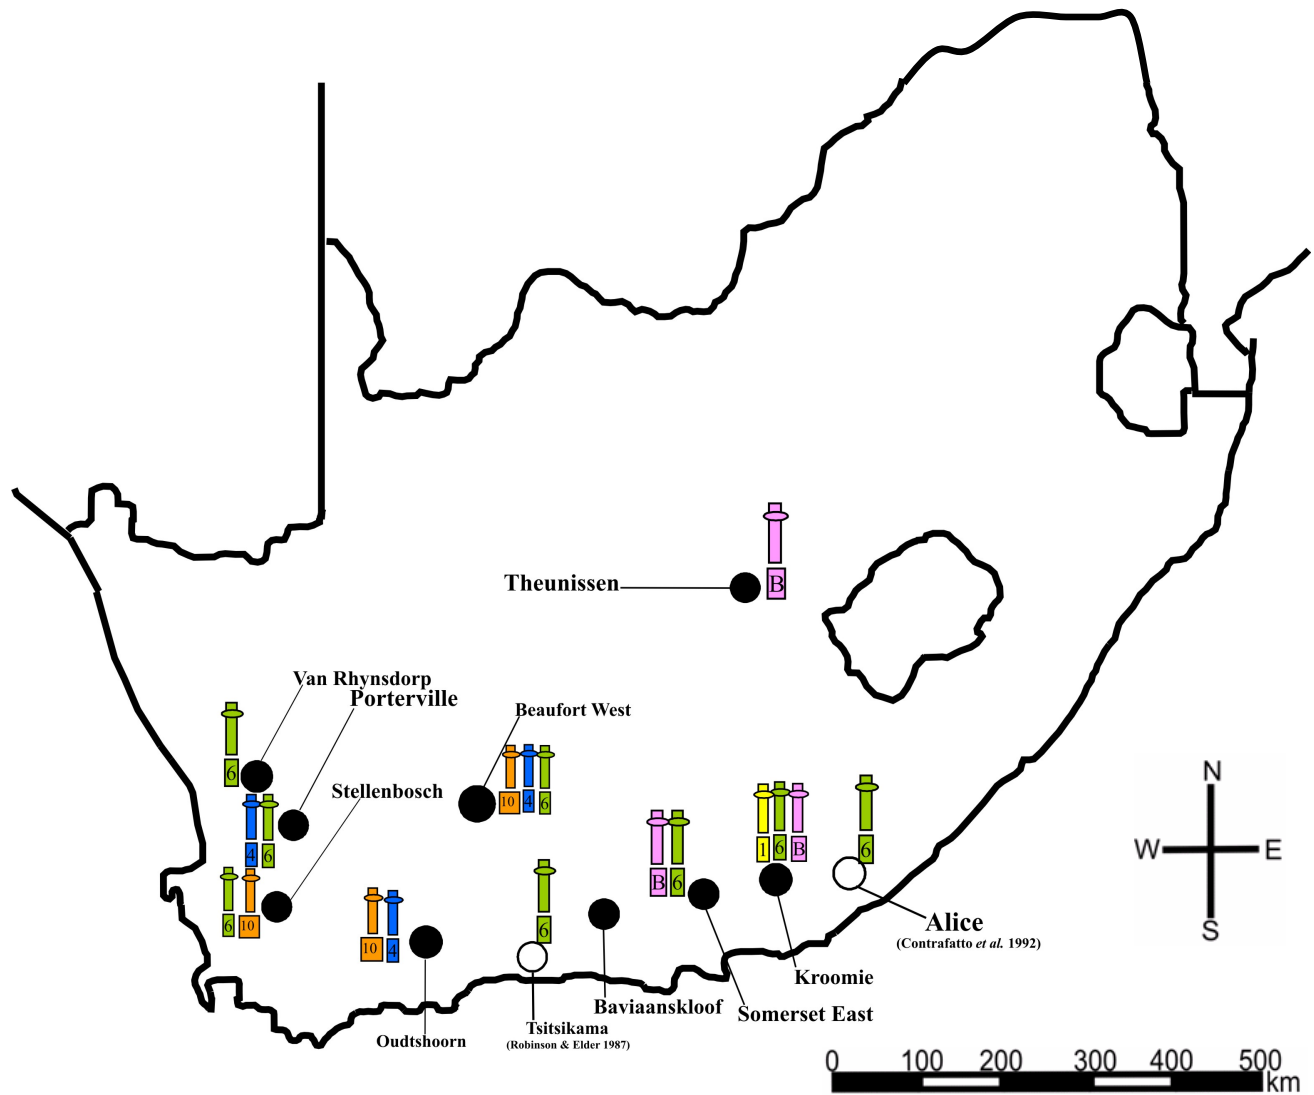 Theunissen
B
Van Rhynsdorp
Porterville
Beaufort West
Stellenbosch
6
4 6
6 10
10 4 6
10 4
6
B 6
1 6 B
6
Alice
(Contrafatto et al. 1992)
Kroomie
Baviaanskloof
Somerset East
Tsitsikama
(Robinson & Elder 1987)
Oudtshoorn
N
W E
S
0 100 200 300 400 500
km